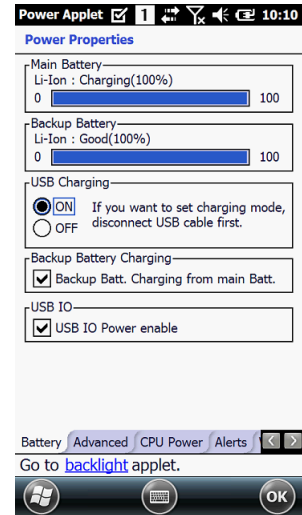 Power Applet 1 10:10
Power Properties
Main Battery
Li-Ion : Charging(100%)
0 100
Backup Battery
Li-Ion : Good(100%)
0 100
USB Charging
ON If you want to set charging mode,
OFF disconnect USB cable first.
Backup Battery Charging
Backup Batt. Charging from main Batt.
USB IO
USB IO Power enable
Battery Advanced CPU Power Alerts
Go to backlight applet.
OK